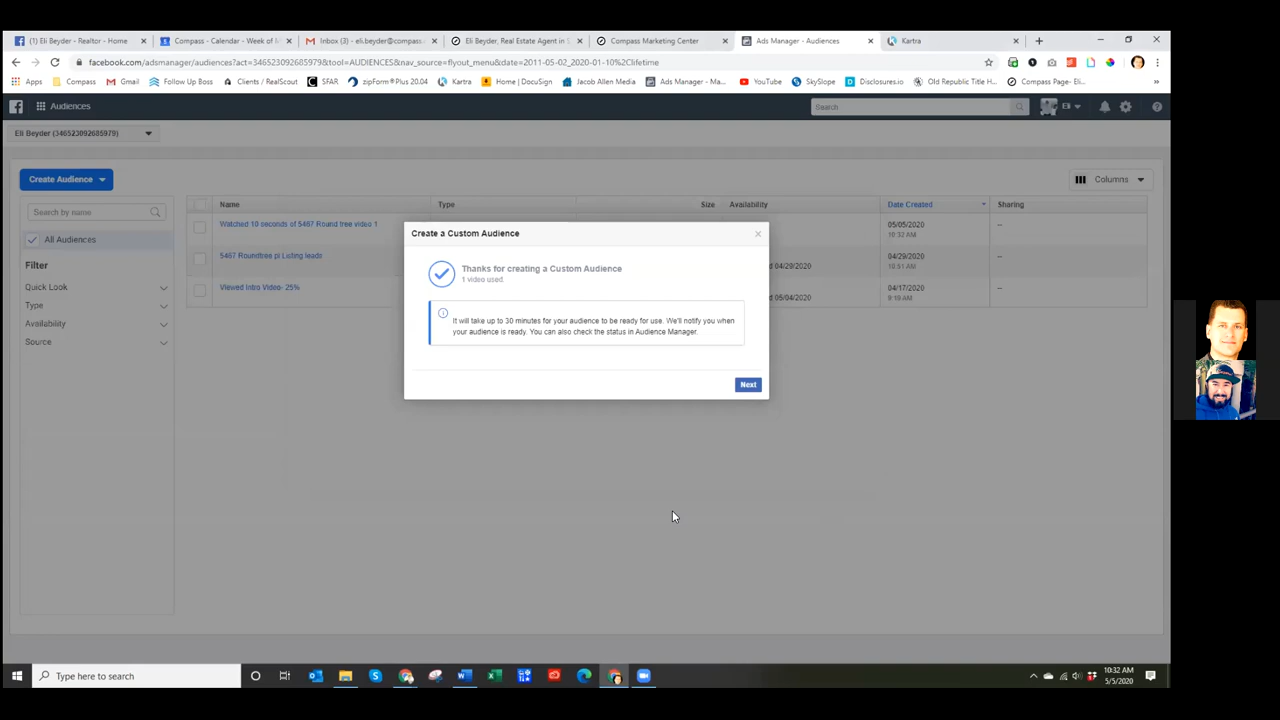 (1) Eli Beyder - Realtor - Home
Compass - Calendar - Week of
Inbox (3) - eli.beyder@compass
Eli Beyder, Real Estate Agent in S
Compass Marketing Center
Ads Manager - Audiences
Kartra
facebook.com/adsmanager/audiences?act=346523092685979&tool=AUDIENCES&nav_source=flyout_menu&date=2011-05-02_2020-01-10%2Clifetime
Apps Compass Gmail Follow Up Boss Clients / RealScout SFAR zipForm®Plus 20.04 Kartra Home | DocuSign Jacob Allen Media Ads Manager - Ma... YouTube SkySlope Disclosures.io Old Republic Title H... Compass Page- Eli...
Audiences
Search
Eli
Eli Beyder (346523092685979)
Create Audience
Columns
Search by name
Name Type Size Availability Date Created Sharing
All Audiences
Watched 10 seconds of 5467 Round tree video 1
05/05/2020
10:32 AM
--
5467 Roundtree pl Listing leads
d 04/29/2020
04/29/2020
10:51 AM
--
Viewed Intro Video- 25%
d 05/04/2020
04/17/2020
9:19 AM
--
Filter
Quick Look
Type
Availability
Source
Create a Custom Audience
Thanks for creating a Custom Audience
1 video used.
It will take up to 30 minutes for your audience to be ready for use. We'll notify you when
your audience is ready. You can also check the status in Audience Manager.
Next
Type here to search
10:32 AM
5/5/2020